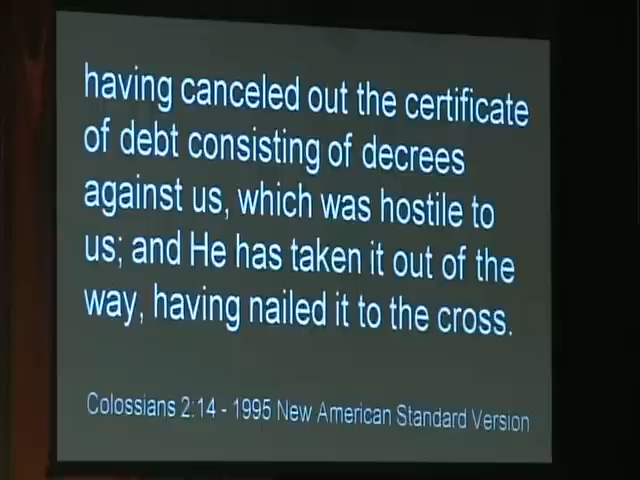 having canceled out the certificate
of debt consisting of decrees
against us, which was hostile to
us; and He has taken it out of the
way, having nailed it to the cross.
Colossians 2:14 - 1995 New American Standard Version